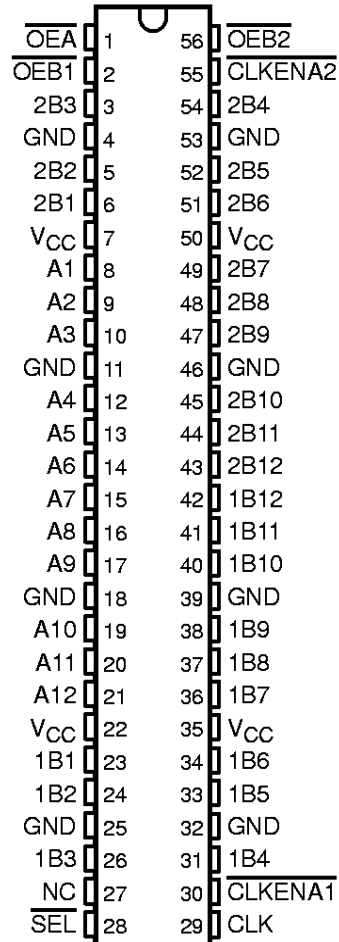 OEA 1 56 OEB2
OEB1 2 55 CLKENA2
2B3 3 54 2B4
GND 4 53 GND
2B2 5 52 2B5
2B1 6 51 2B6
VCC 7 50 VCC
A1 8 49 2B7
A2 9 48 2B8
A3 10 47 2B9
GND 11 46 GND
A4 12 45 2B10
A5 13 44 2B11
A6 14 43 2B12
A7 15 42 1B12
A8 16 41 1B11
A9 17 40 1B10
GND 18 39 GND
A10 19 38 1B9
A11 20 37 1B8
A12 21 36 1B7
VCC 22 35 VCC
1B1 23 34 1B6
1B2 24 33 1B5
GND 25 32 GND
1B3 26 31 1B4
NC 27 30 CLKENA1
SEL 28 29 CLK